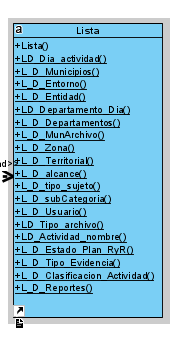 a
Lista
+Lista()
+LD_Dia_actividad()
+L_D_Municipios()
+L_D_Entorno()
+L_D_Entidad()
+LD_Departamento_Dia()
+L_D_Departamentos()
+L_D_MunArchivo()
+L_D_Zona()
+L_D_Territorial()
+L_D_alcance()
+L_D_tipo_sujeto()
+L_D_subCategoria()
+L_D_Usuario()
+LD_Tipo_archivo()
+LD_Actividad_nombre()
+L_D_Estado_Plan_RyR()
+L_D_Tipo_Evidencia()
+L_D_Clasificacion_Actividad()
+L_D_Reportes()